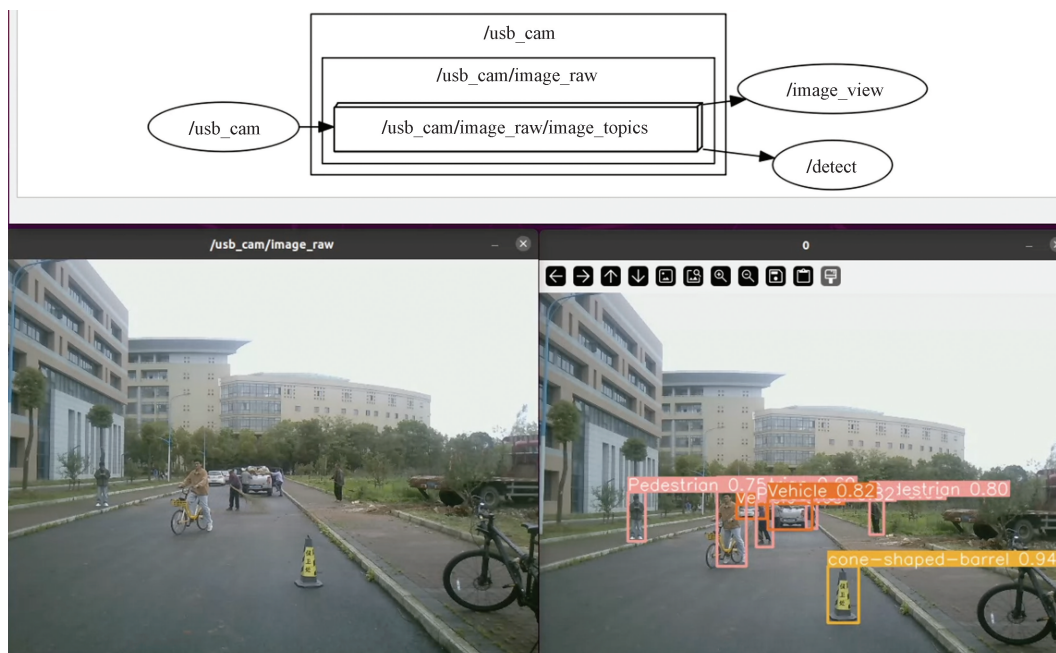 /usb_cam
/usb_cam/image_raw
/usb_cam
/usb_cam/image_raw/image_topics
/image_view
/detect
/usb_cam/image_raw
0
Pedestrian 0.75
Vehicle 0.82
destrian 0.80
cone-shaped-barrel 0.94